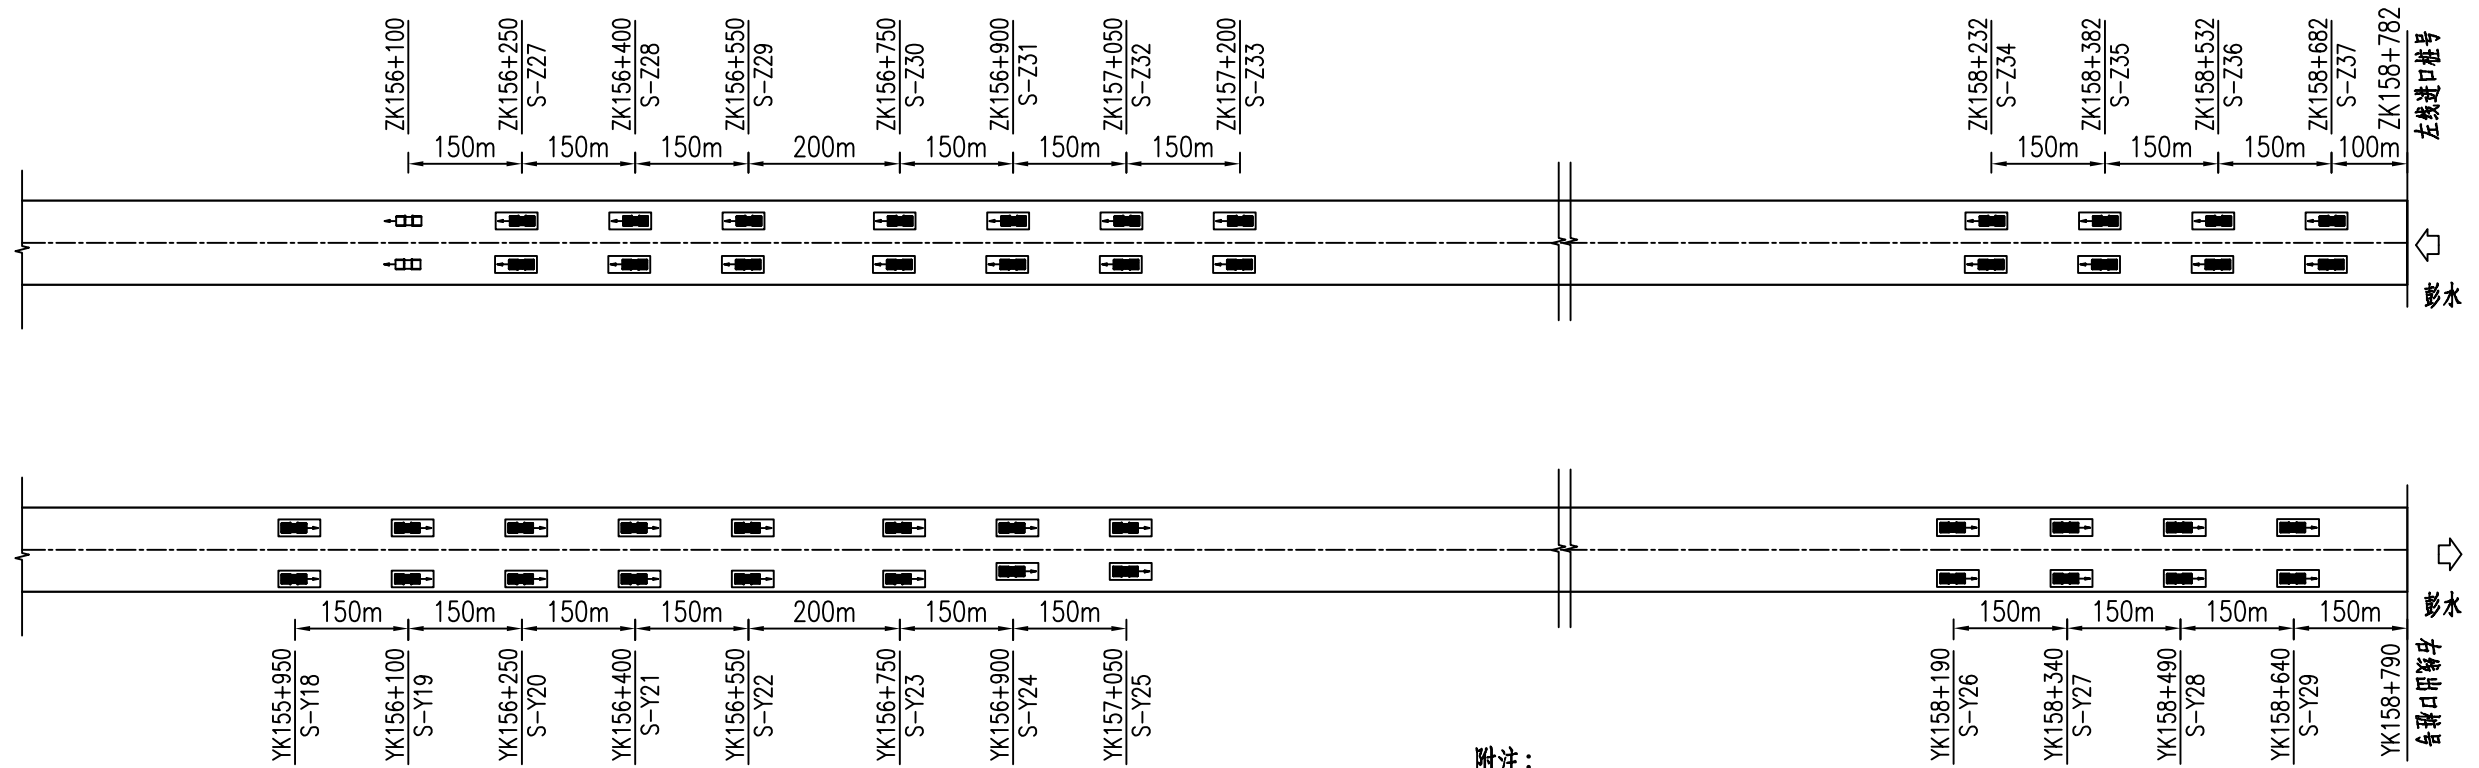 ZK156+100
ZK156+250
S-Z27
ZK156+400
S-Z28
ZK156+550
S-Z29
ZK156+750
S-Z30
ZK156+900
S-Z31
ZK157+050
S-Z32
ZK157+200
S-Z33
ZK158+232
S-Z34
ZK158+382
S-Z35
ZK158+532
S-Z36
ZK158+682
S-Z37
ZK158+782
左线进口桩号
150m 150m 150m 200m 150m 150m 150m 150m 150m 150m 100m
彭水
彭水
150m 150m 150m 150m 200m 150m 150m 150m 150m 150m 150m
YK155+950
S-Y18
YK156+100
S-Y19
YK156+250
S-Y20
YK156+400
S-Y21
YK156+550
S-Y22
YK156+750
S-Y23
YK156+900
S-Y24
YK157+050
S-Y25
YK158+190
S-Y26
YK158+340
S-Y27
YK158+490
S-Y28
YK158+640
S-Y29
YK158+790
右线出口桩号
附注：